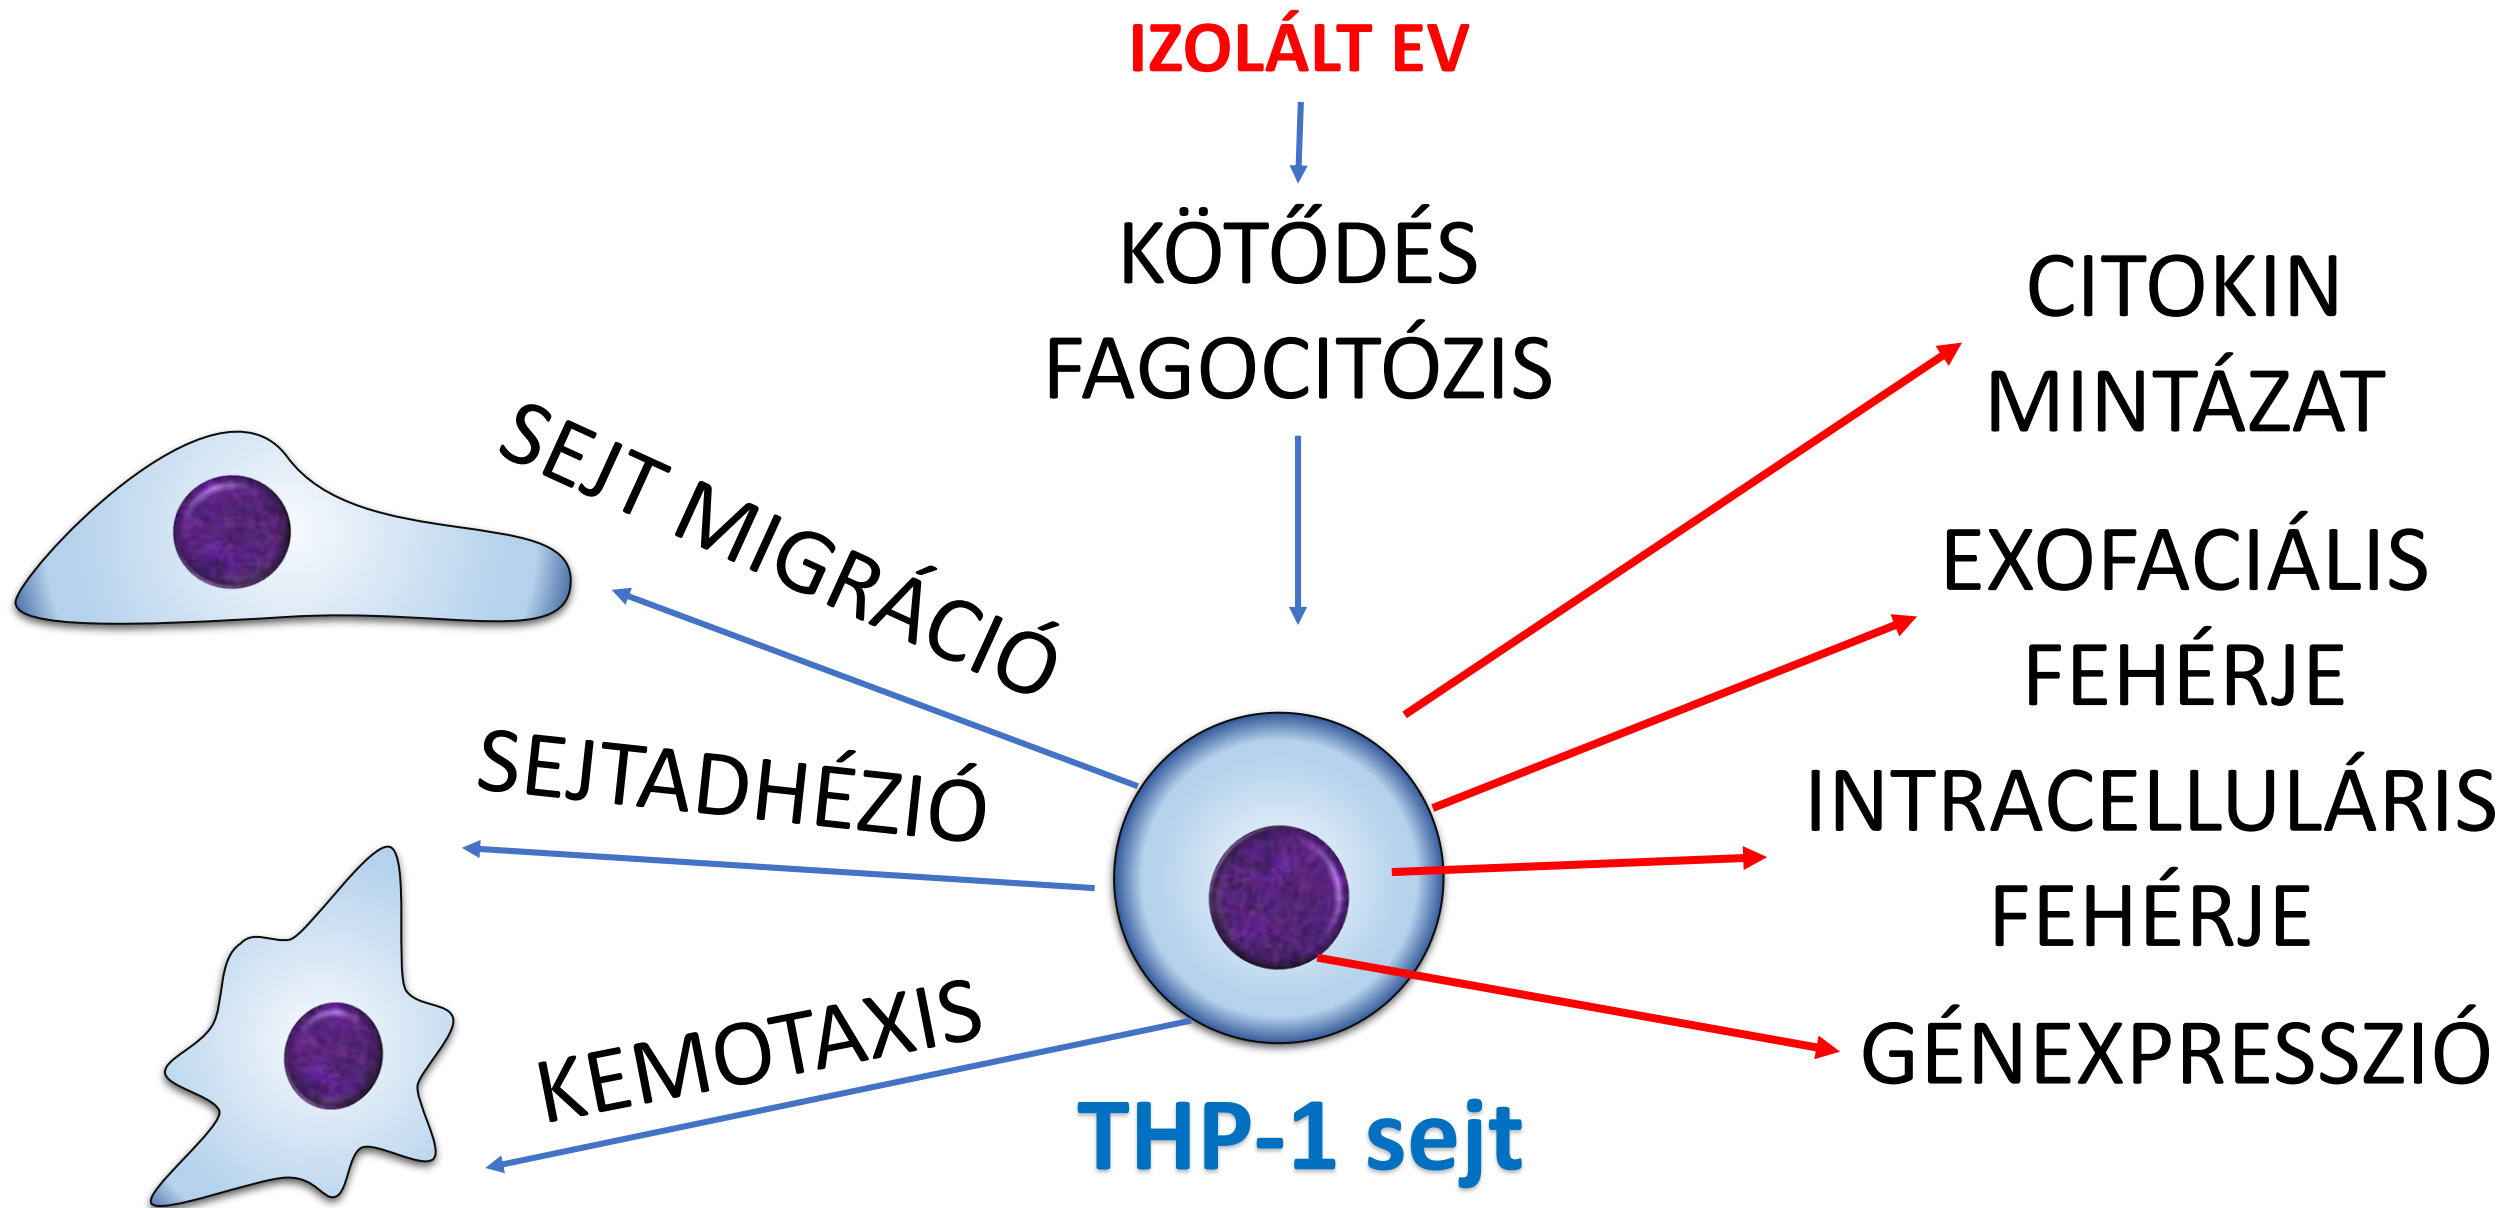 IZOLÁLT EV
KÖTŐDÉS
FAGOCITÓZIS
SEJT MIGRÁCIÓ
SEJTADHÉZIÓ
KEMOTAXIS
THP-1 sejt
CITOKIN
MINTÁZAT
EXOFACIÁLIS
FEHÉRJE
INTRACELLULÁRIS
FEHÉRJE
GÉNEXPRESSZIÓ